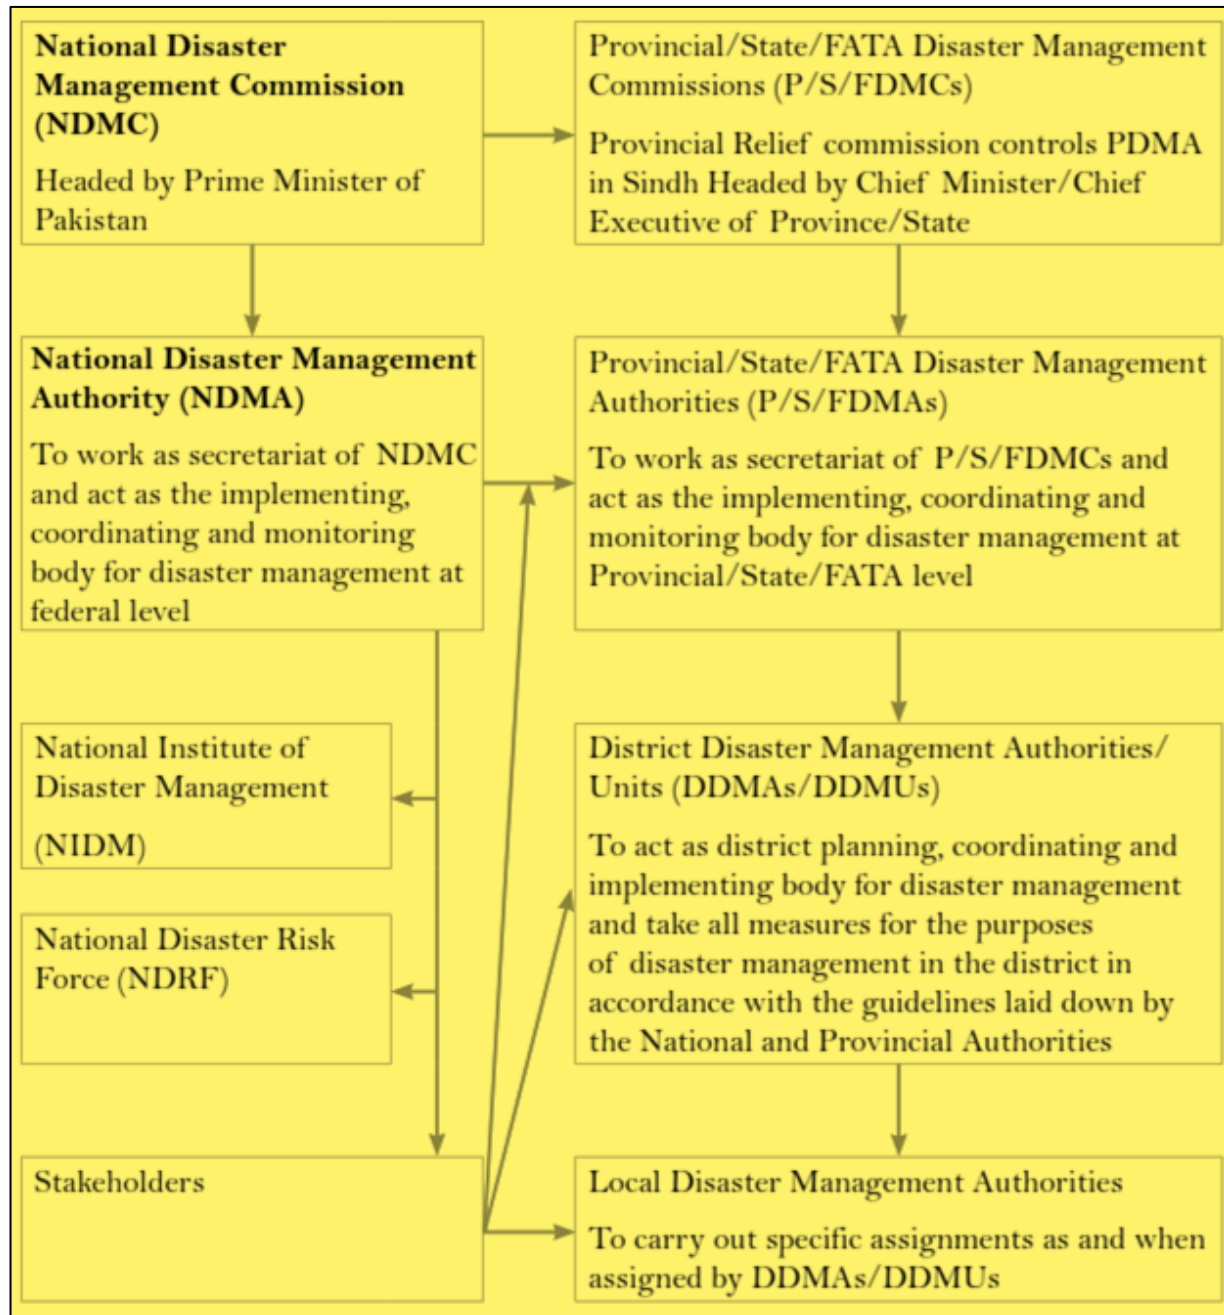 National Disaster
Management Commission
(NDMC)
Headed by Prime Minister of
Pakistan
Provincial/State/FATA Disaster Management
Commissions (P/S/FDMCs)
Provincial Relief commission controls PDMA
in Sindh Headed by Chief Minister/Chief
Executive of Province/State
National Disaster Management
Authority (NDMA)
To work as secretariat of NDMC
and act as the implementing,
coordinating and monitoring
body for disaster management at
federal level
Provincial/State/FATA Disaster Management
Authorities (P/S/FDMAs)
To work as secretariat of P/S/FDMCs and
act as the implementing, coordinating and
monitoring body for disaster management at
Provincial/State/FATA level
National Institute of
Disaster Management
(NIDM)
District Disaster Management Authorities/
Units (DDMAs/DDMUs)
To act as district planning, coordinating and
implementing body for disaster management
and take all measures for the purposes
of disaster management in the district in
accordance with the guidelines laid down by
the National and Provincial Authorities
National Disaster Risk
Force (NDRF)
Stakeholders
Local Disaster Management Authorities
To carry out specific assignments as and when
assigned by DDMAs/DDMUs